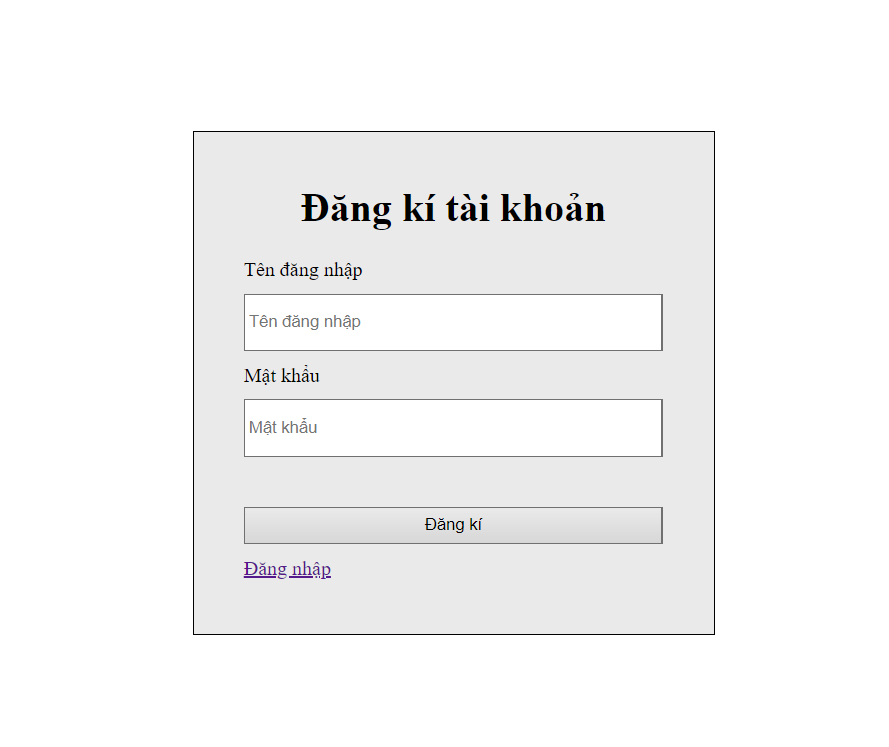 Đăng kí tài khoản
Tên đăng nhập
Tên đăng nhập
Mật khẩu
Mật khẩu
Đăng kí
Đăng nhập